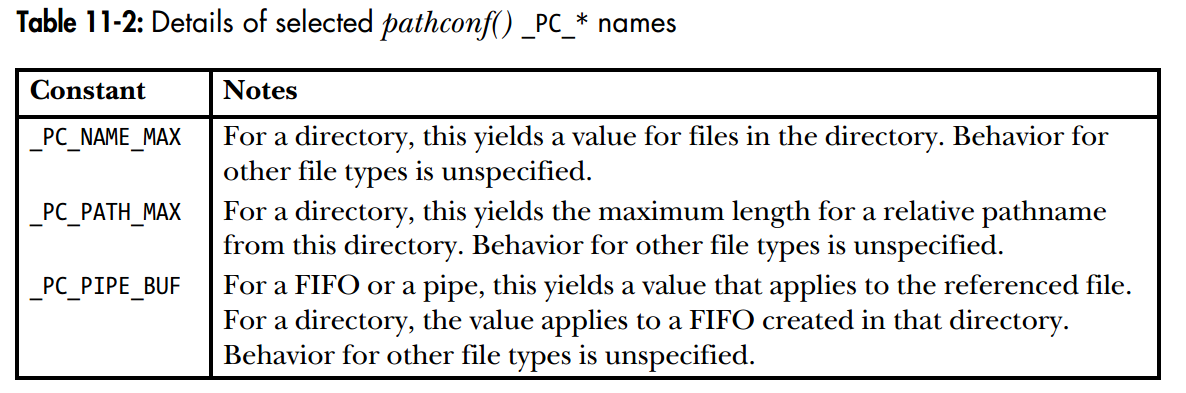 Table 11-2: Details of selected pathconf() _PC_* names
Constant Notes
_PC_NAME_MAX For a directory, this yields a value for files in the directory. Behavior for
other file types is unspecified.
_PC_PATH_MAX For a directory, this yields the maximum length for a relative pathname
from this directory. Behavior for other file types is unspecified.
_PC_PIPE_BUF For a FIFO or a pipe, this yields a value that applies to the referenced file.
For a directory, the value applies to a FIFO created in that directory.
Behavior for other file types is unspecified.